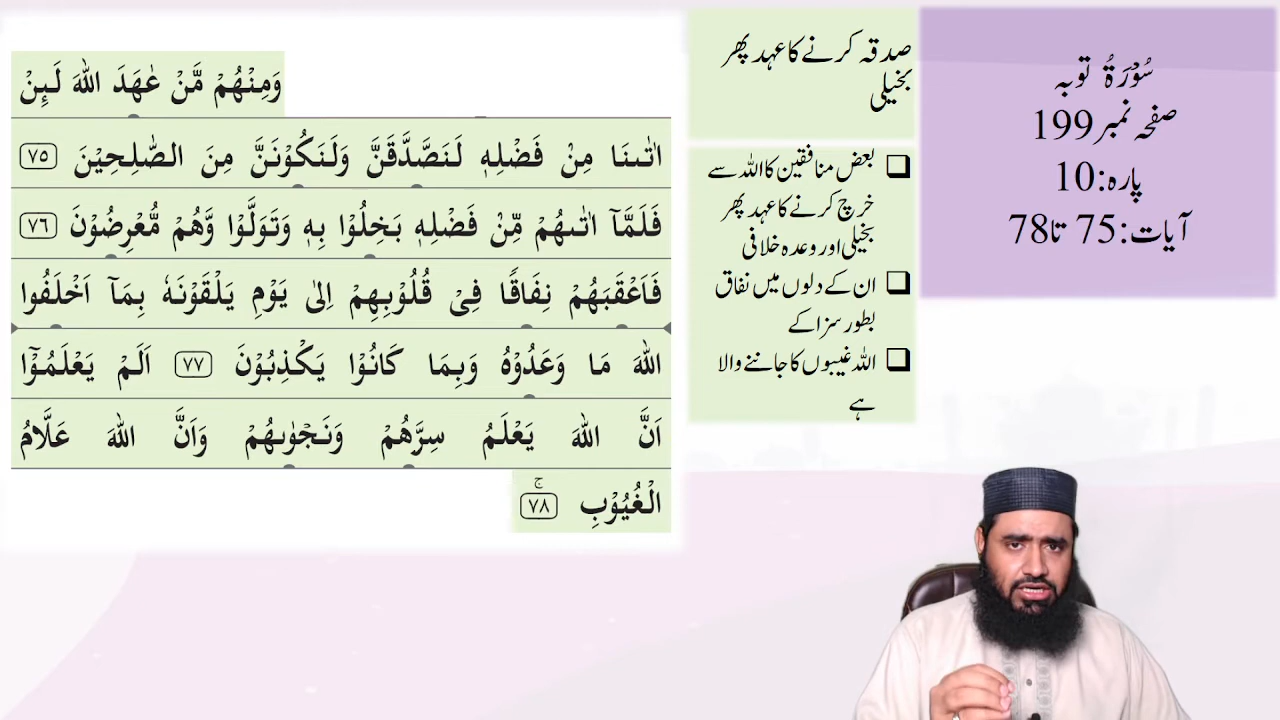 سُوْرَۃُ توبہ
صفحہ نمبر 199
پارہ:10
آیات:75 تا78
صدقہ کرنے کا عہد پھر
بخیلی
بعض منافقین کا اللہ سے
خرچ کرنے کا عہد پھر
بخیلی اور وعدہ خلافی
ان کے دلوں میں نفاق
بطور سزا کے
اللہ غیبوں کا جاننے والا
ہے
وَمِنْهُمْ مَّنْ عٰهَدَ اللّٰهَ لَىِٕنْ
اٰتٰىنَا مِنْ فَضْلِهٖ لَنَصَّدَّقَنَّ وَلَنَكُوْنَنَّ مِنَ الصّٰلِحِيْنَ ﴿٧٥﴾
فَلَمَّاۤ اٰتٰىهُمْ مِّنْ فَضْلِهٖ بَخِلُوْا بِهٖ وَتَوَلَّوْا وَّهُمْ مُّعْرِضُوْنَ ﴿٧٦﴾
فَاَعْقَبَهُمْ نِفَاقًا فِىْ قُلُوْبِهِمْ اِلٰى يَوْمِ يَلْقَوْنَهٗ بِمَاۤ اَخْلَفُوا
اللّٰهَ مَا وَعَدُوْهُ وَبِمَا كَانُوْا يَكْذِبُوْنَ ﴿٧٧﴾ اَلَمْ يَعْلَمُوْۤا
اَنَّ اللّٰهَ يَعْلَمُ سِرَّهُمْ وَنَجْوٰىهُمْ وَاَنَّ اللّٰهَ عَلَّامُ
الْغُيُوْبِ ﴿٧٨﴾ ۚ